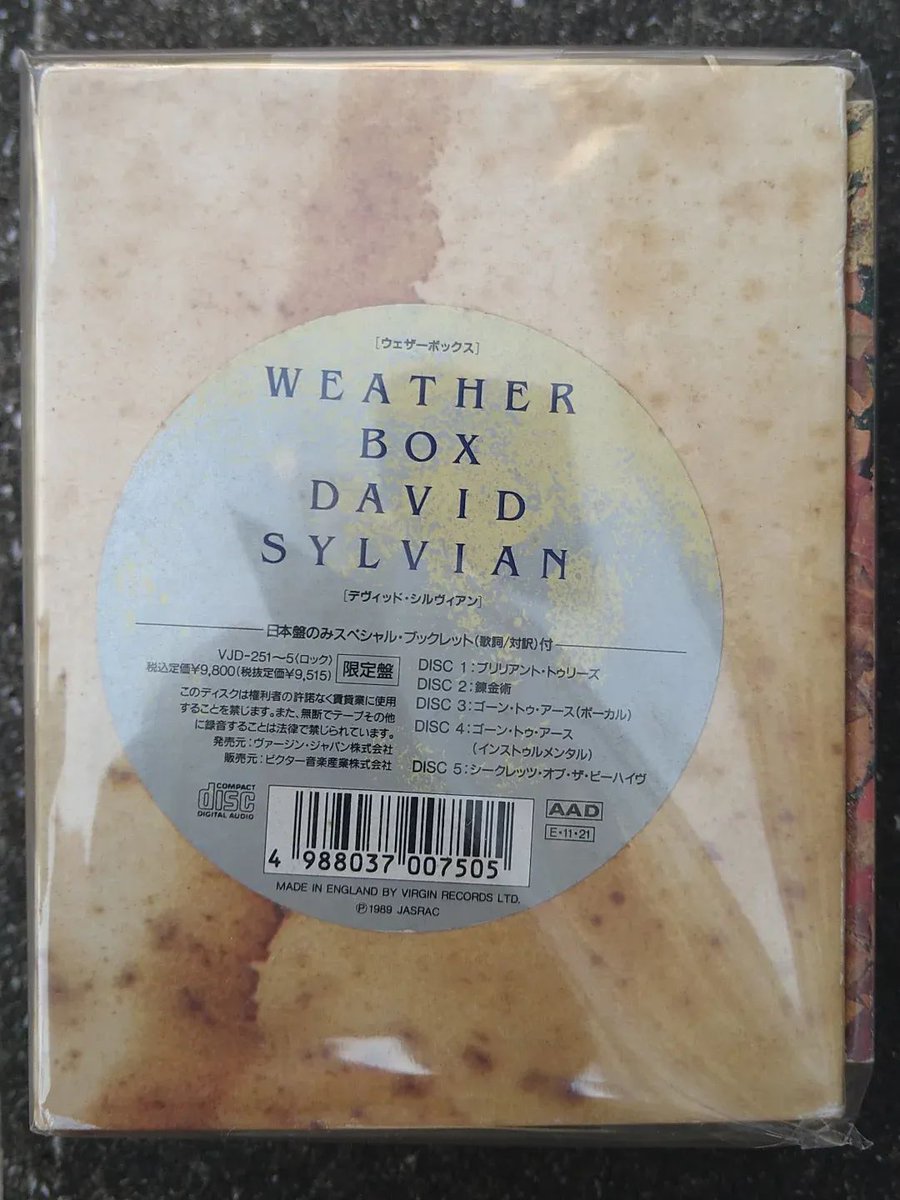 [ウェザーボックス]
WEATHER
BOX
DAVID
SYLVIAN
[デヴィッド・シルヴィアン]
日本盤のみスペシャル・ブックレット(歌詞/対訳)付
VJD-251〜5(ロック)
税込定価¥9,800(税抜定価¥9,515)
限定盤
このディスクは権利者の許諾なく賃貸業に使用
することを禁じます。また、無断でテープその他
に録音することは法律で禁じられています。
発売元:ヴァージン・ジャパン株式会社
販売元:ビクター音楽産業株式会社
DISC 1:ブリリアント・トゥリーズ
DISC 2:錬金術
DISC 3:ゴーン・トゥ・アース(ボーカル)
DISC 4:ゴーン・トゥ・アース
(インストゥルメンタル)
DISC 5:シークレッツ・オブ・ザ・ビーハイヴ
COMPACT
disc
DIGITAL AUDIO
4 988037 007505
AAD
E・11・21
MADE IN ENGLAND BY VIRGIN RECORDS LTD.
Ⓟ1989 JASRAC